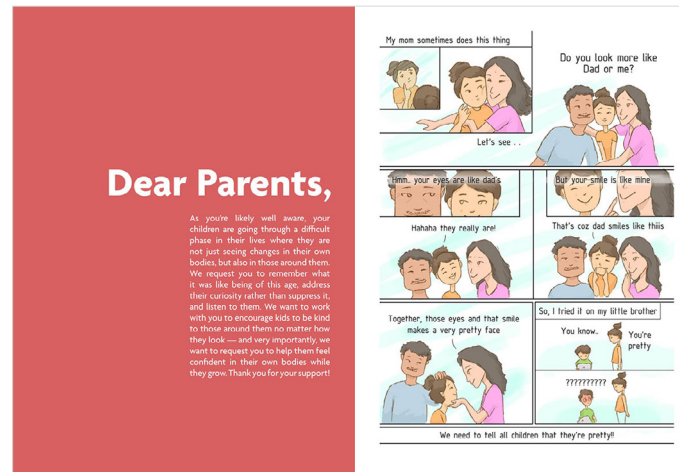 Dear Parents,
As you're likely well aware, your
children are going through a difficult
phase in their lives where they are
not just seeing changes in their own
bodies, but also in those around them.
We request you to remember what
it was like being of this age, address
their curiosity rather than suppress it,
and listen to them. We want to work
with you to encourage kids to be kind
to those around them no matter how
they look — and very importantly, we
want to request you to help them feel
confident in their own bodies while
they grow. Thank you for your support!
My mom sometimes does this thing
Let's see . .
Do you look more like
Dad or me?
Hmm.. your eyes are like dad's
But your smile is like mine
Hahaha they really are!
That's coz dad smiles like thiiis
Together, those eyes and that smile
makes a very pretty face
So, I tried it on my little brother
You know..
You're
pretty
??????????
We need to tell all children that they're pretty!!